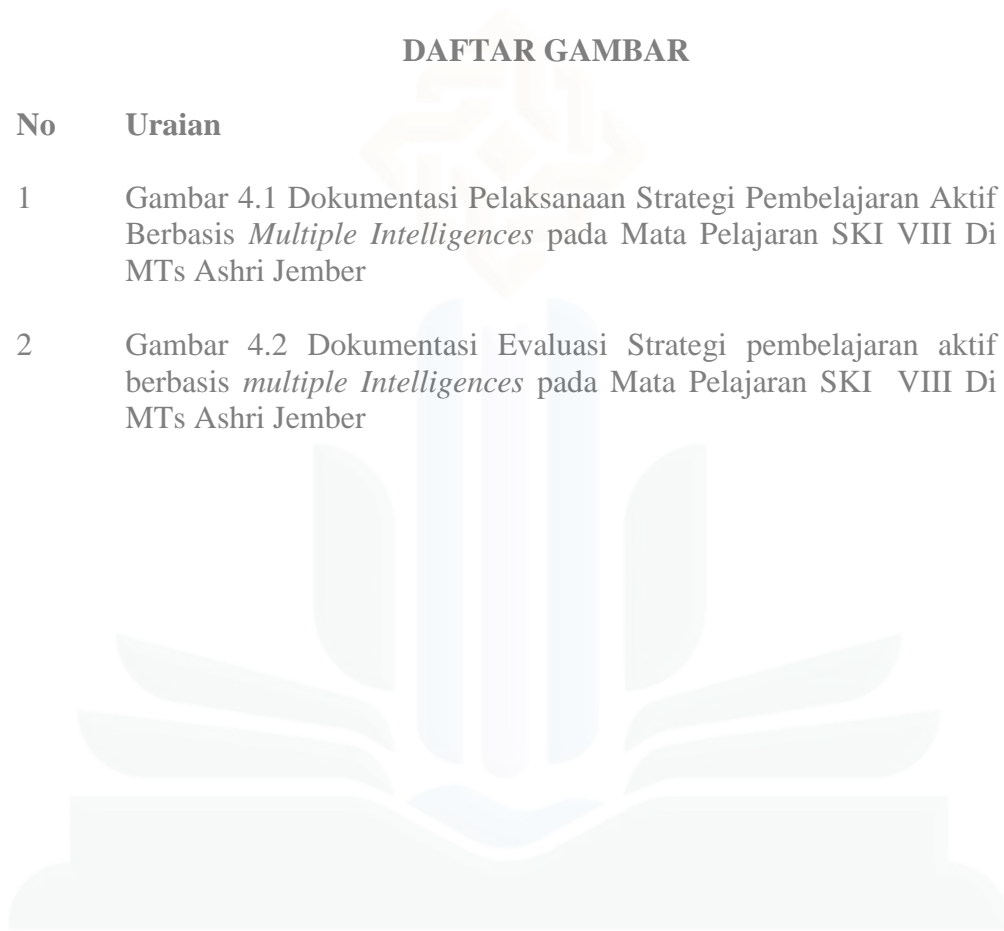 DAFTAR GAMBAR
No Uraian
1 Gambar 4.1 Dokumentasi Pelaksanaan Strategi Pembelajaran Aktif
Berbasis Multiple Intelligences pada Mata Pelajaran SKI VIII Di
MTs Ashri Jember
2 Gambar 4.2 Dokumentasi Evaluasi Strategi pembelajaran aktif
berbasis multiple Intelligences pada Mata Pelajaran SKI VIII Di
MTs Ashri Jember